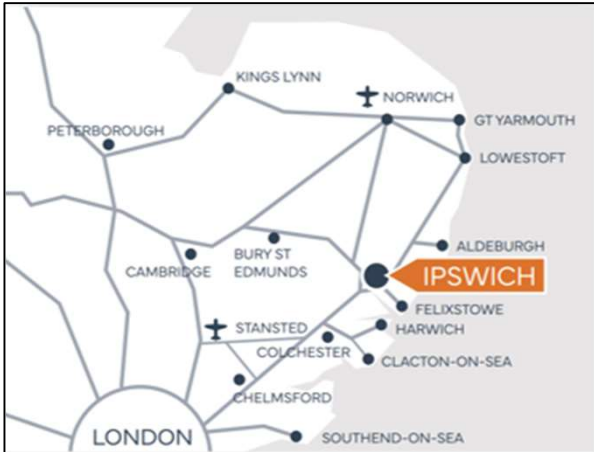 KINGS LYNN
NORWICH
GT YARMOUTH
PETERBOROUGH
LOWESTOFT
ALDEBURGH
CAMBRIDGE
BURY ST
EDMUNDS
IPSWICH
FELIXSTOWE
STANSTED
HARWICH
COLCHESTER
CLACTON-ON-SEA
CHELMSFORD
LONDON
SOUTHEND-ON-SEA